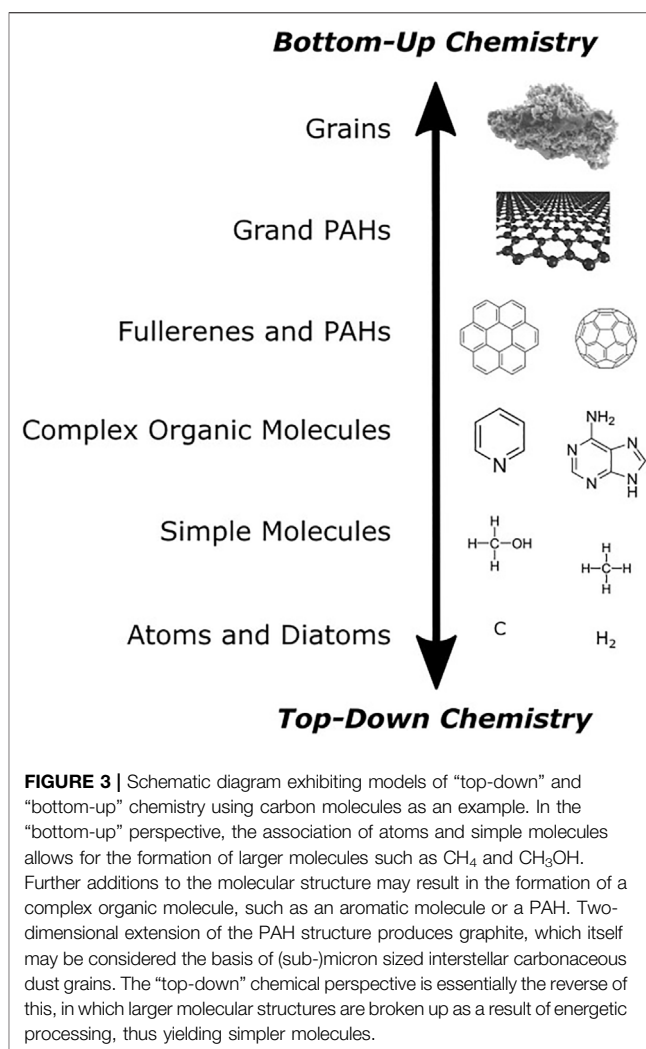 Bottom-Up Chemistry
Grains
Grand PAHs
Fullerenes and PAHs
Complex Organic Molecules
N
NH₂
N
N
N
N
H
Simple Molecules
H
H–C–OH
H
H
H–C–H
H
Atoms and Diatoms
C
H₂
Top-Down Chemistry
FIGURE 3 | Schematic diagram exhibiting models of “top-down” and
“bottom-up” chemistry using carbon molecules as an example. In the
“bottom-up” perspective, the association of atoms and simple molecules
allows for the formation of larger molecules such as CH₄ and CH₃OH.
Further additions to the molecular structure may result in the formation of a
complex organic molecule, such as an aromatic molecule or a PAH. Two-
dimensional extension of the PAH structure produces graphite, which itself
may be considered the basis of (sub-)micron sized interstellar carbonaceous
dust grains. The “top-down” chemical perspective is essentially the reverse of
this, in which larger molecular structures are broken up as a result of energetic
processing, thus yielding simpler molecules.